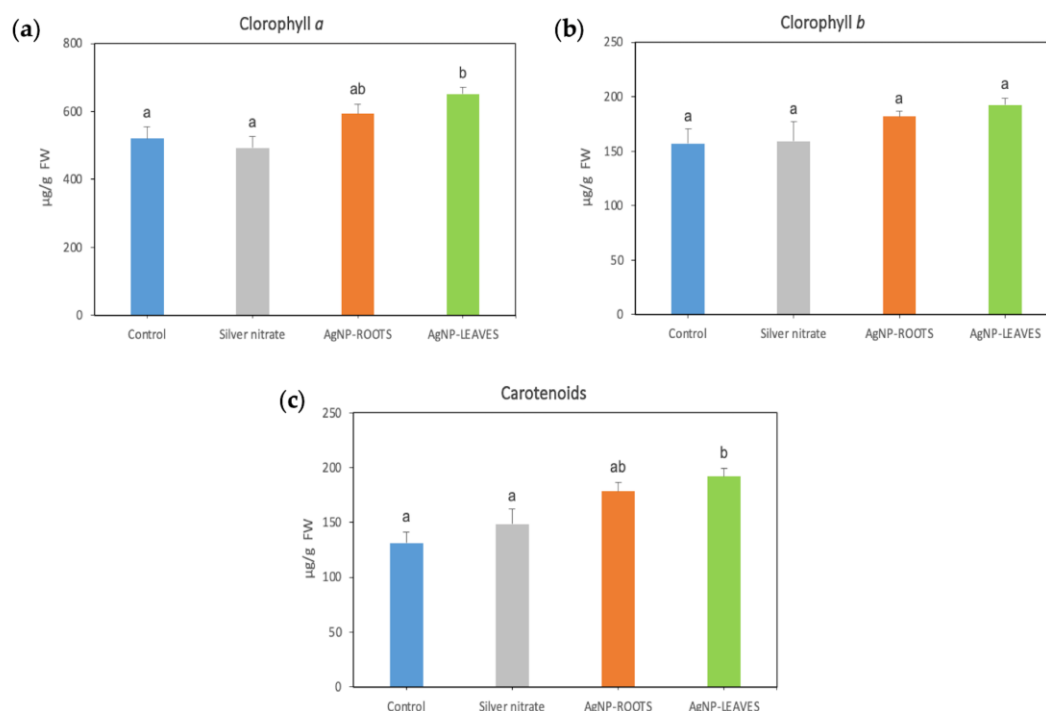 (a)
Clorophyll a
800
600
400
200
0
µg/g FW
a
a
ab
b
Control
Silver nitrate
AgNP-ROOTS
AgNP-LEAVES
(b)
Clorophyll b
250
200
150
100
50
0
µg/g FW
a
a
a
a
Control
Silver nitrate
AgNP-ROOTS
AgNP-LEAVES
(c)
Carotenoids
250
200
150
100
50
0
µg/g FW
a
a
ab
b
Control
Silver nitrate
AgNP-ROOTS
AgNP-LEAVES